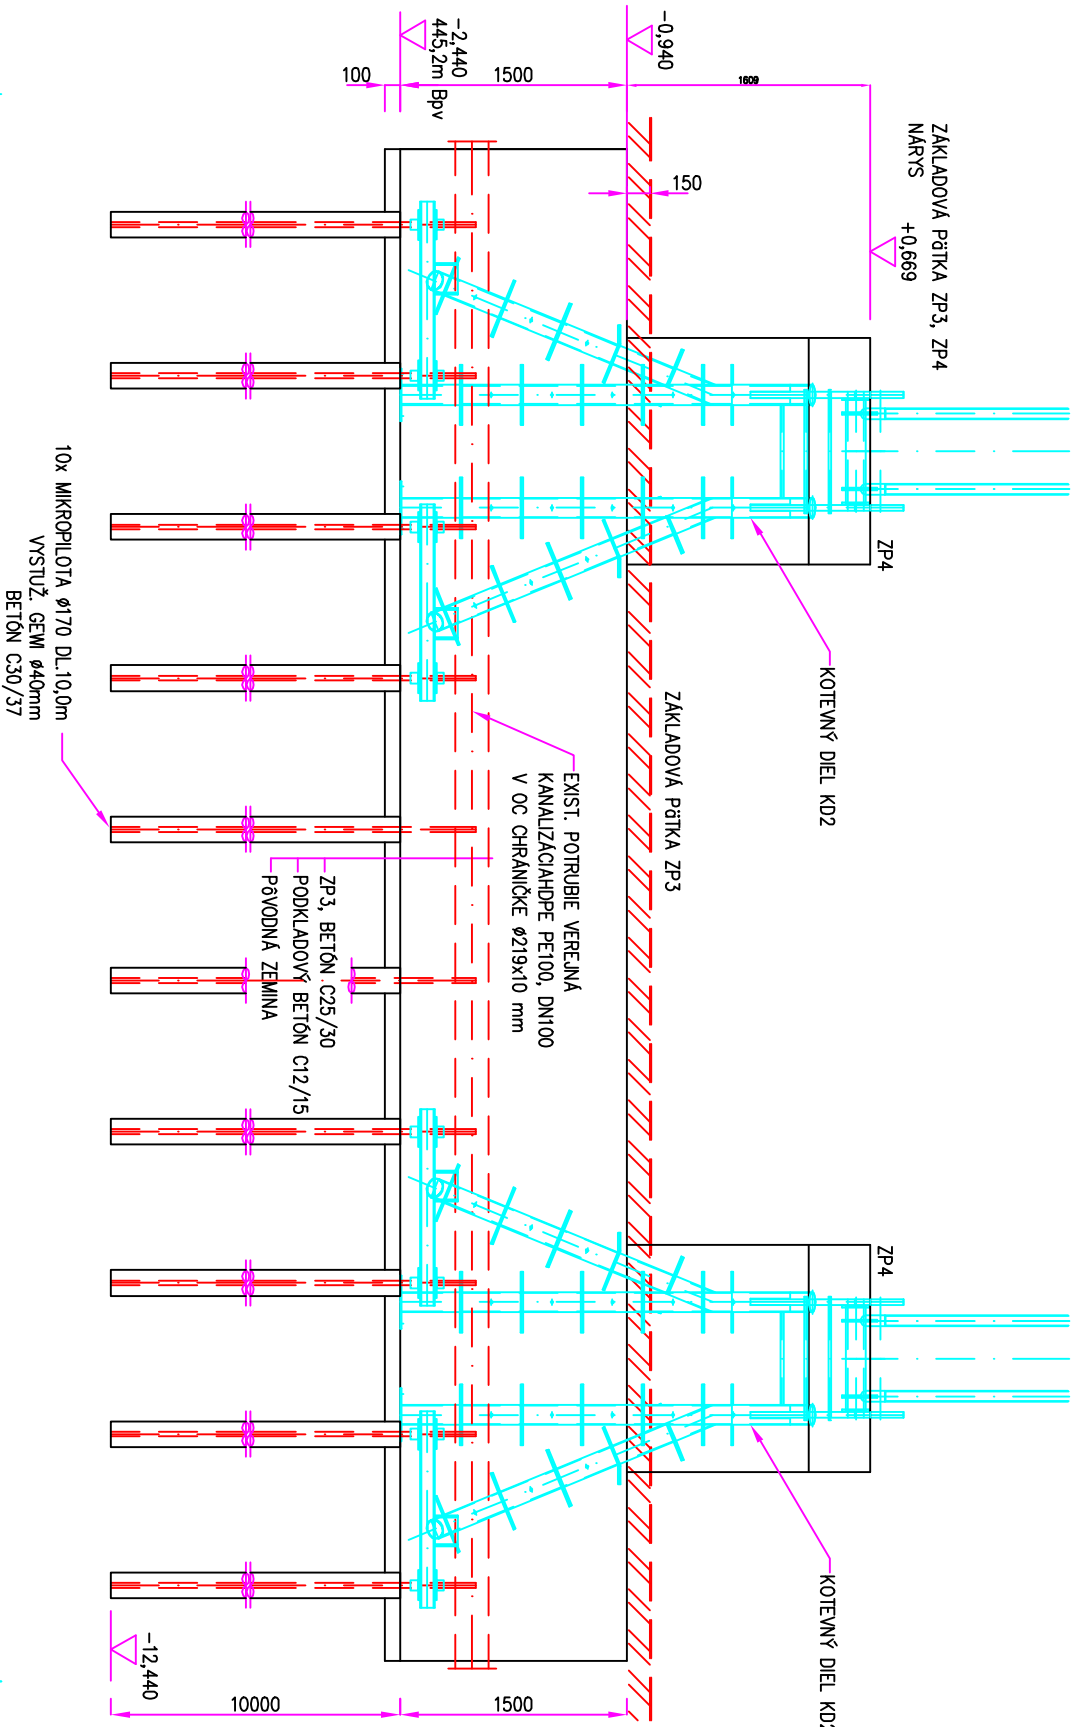 ZÁKLADOVÁ PäTKA ZP3, ZP4
NÁRYS
+0,669
-0,940
-2,440
445,2m Bpv
1609
1500
100
150
ZP4
ZP4
KOTEVNÝ DIEL KD2
KOTEVNÝ DIEL KD2
ZÁKLADOVÁ PäTKA ZP3
EXIST. POTRUBIE VEREJNÁ
KANALIZÁCIAHDPE PE100, DN100
V OC CHRÁNIČKE ø219x10 mm
ZP3, BETÓN C25/30
PODKLADOVÝ BETÓN C12/15
PôVODNÁ ZEMINA
10x MIKROPILOTA ø170 DL.10,0m
VYSTUŽ. GEWI ø40mm
BETÓN C30/37
-12,440
1500
10000